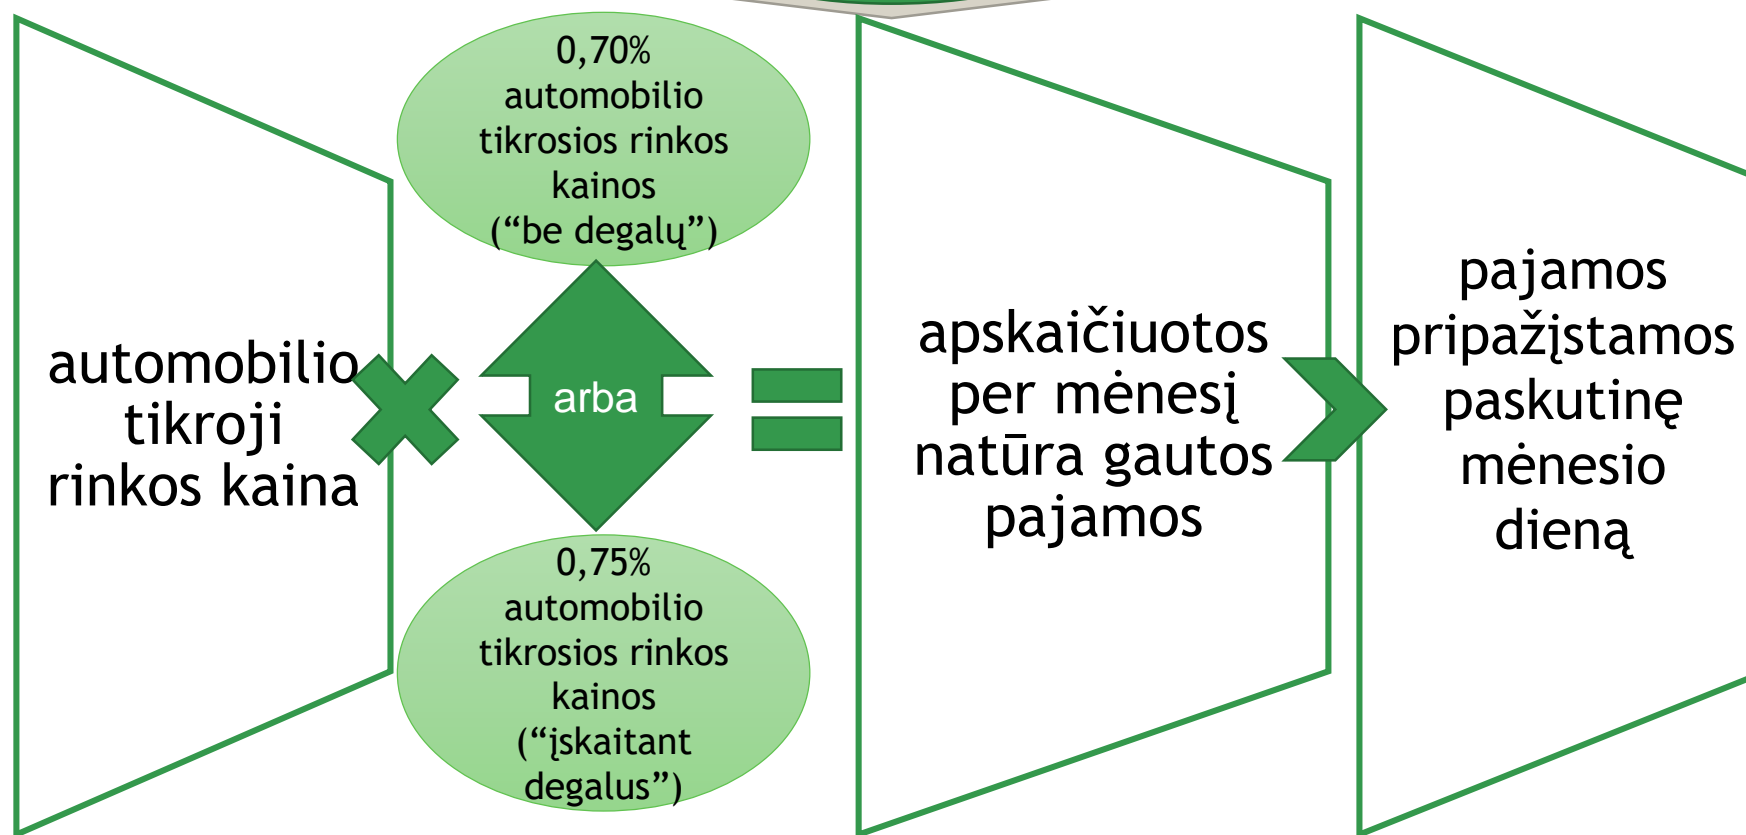 automobilio
tikroji
rinkos kaina
0,70%
automobilio
tikrosios rinkos
kainos
(“be degalų”)
arba
0,75%
automobilio
tikrosios rinkos
kainos
(“įskaitant
degalus”)
apskaičiuotos
per mėnesį
natūra gautos
pajamos
pajamos
pripažįstamos
paskutinę
mėnesio
dieną